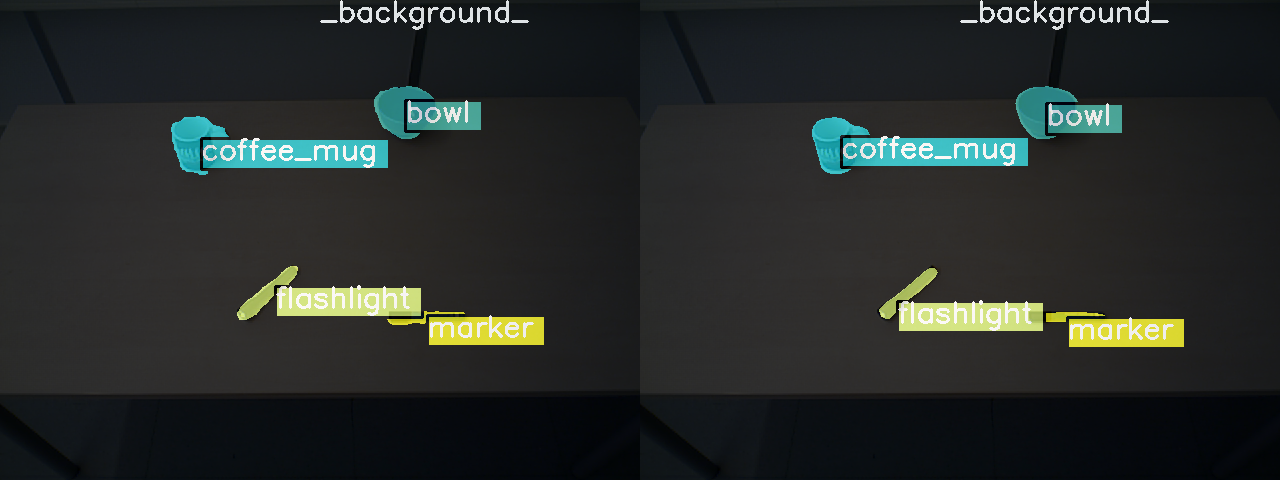 _background_
bowl
coffee_mug
flashlight
marker
_background_
bowl
coffee_mug
flashlight
marker